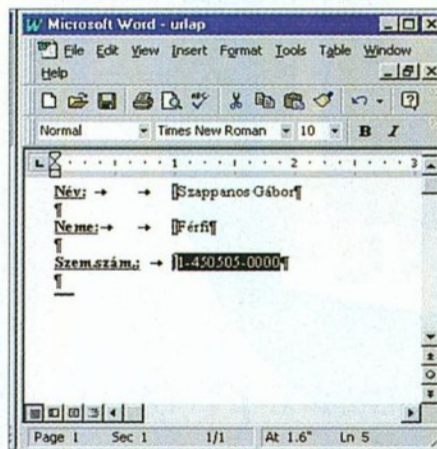 Microsoft Word - urlap
File Edit View Insert Format Tools Table Window
Help
Normal Times New Roman 10 B I
1 2 3
Név: → → Szappanos Gábor¶
¶
Neme: → → Férfi¶
¶
Szem.szám.: → 1-450505-0000¶
¶
Page 1 Sec 1 1/1 At 1.6" Ln 5